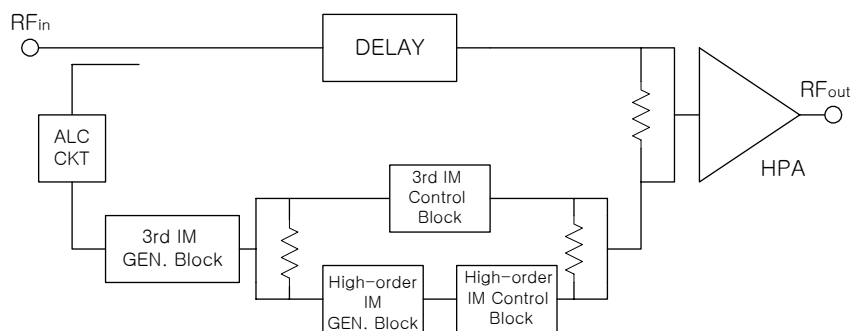 RFin
DELAY
RFout
ALC
CKT
HPA
3rd IM
Control
Block
3rd IM
GEN. Block
High-order
IM
GEN. Block
High-order
IM Control
Block